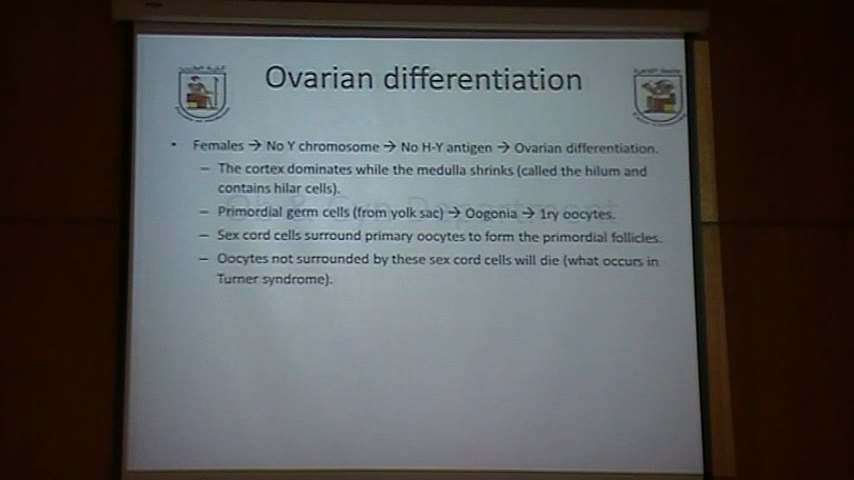 Ovarian differentiation
• Females → No Y chromosome → No H-Y antigen → Ovarian differentiation.
– The cortex dominates while the medulla shrinks (called the hilum and
contains hilar cells).
– Primordial germ cells (from yolk sac) → Oogonia → 1ry oocytes.
– Sex cord cells surround primary oocytes to form the primordial follicles.
– Oocytes not surrounded by these sex cord cells will die (what occurs in
Turner syndrome).